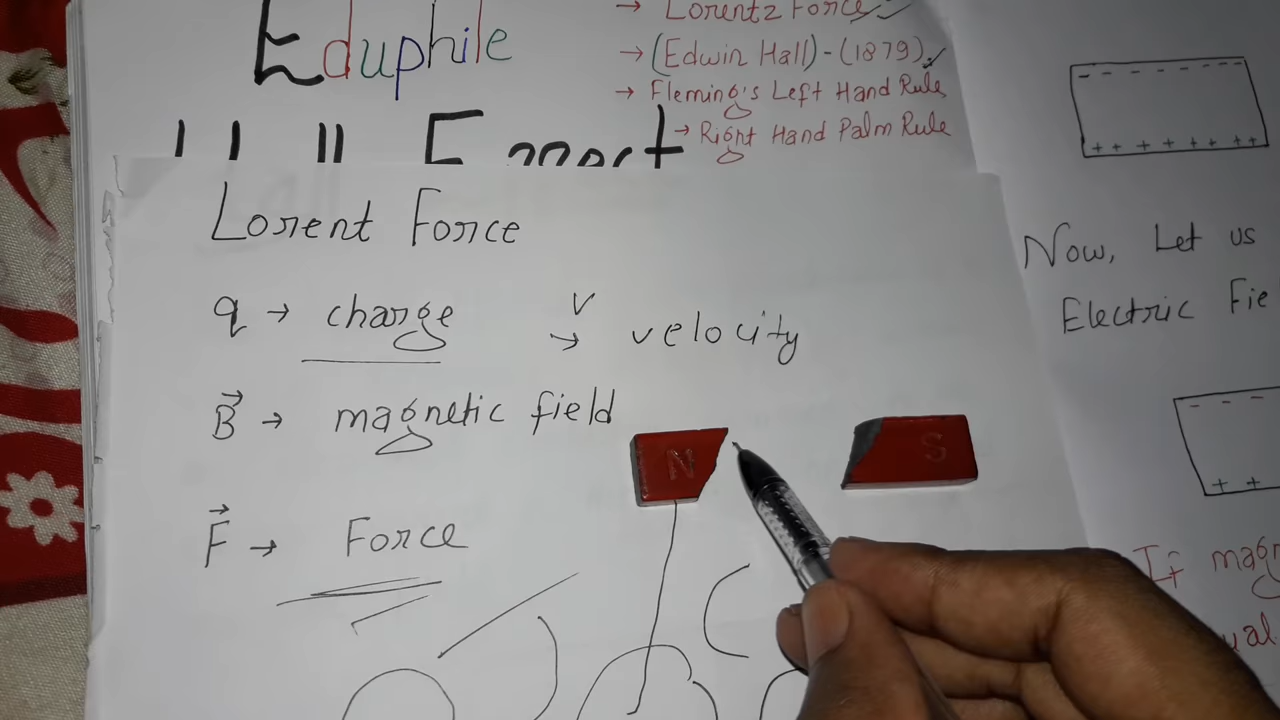 Eduphile
→ Lorentz Force
→ (Edwin Hall) - (1879)
→ Fleming's Left Hand Rule
→ Right Hand Palm Rule
Lorent Force
q → charge
V → velocity
B → magnetic field
F → Force
N
S
- - - - - - -
+ + + + + + +
Now, Let us
Electric Fie
- - -
+ +
If